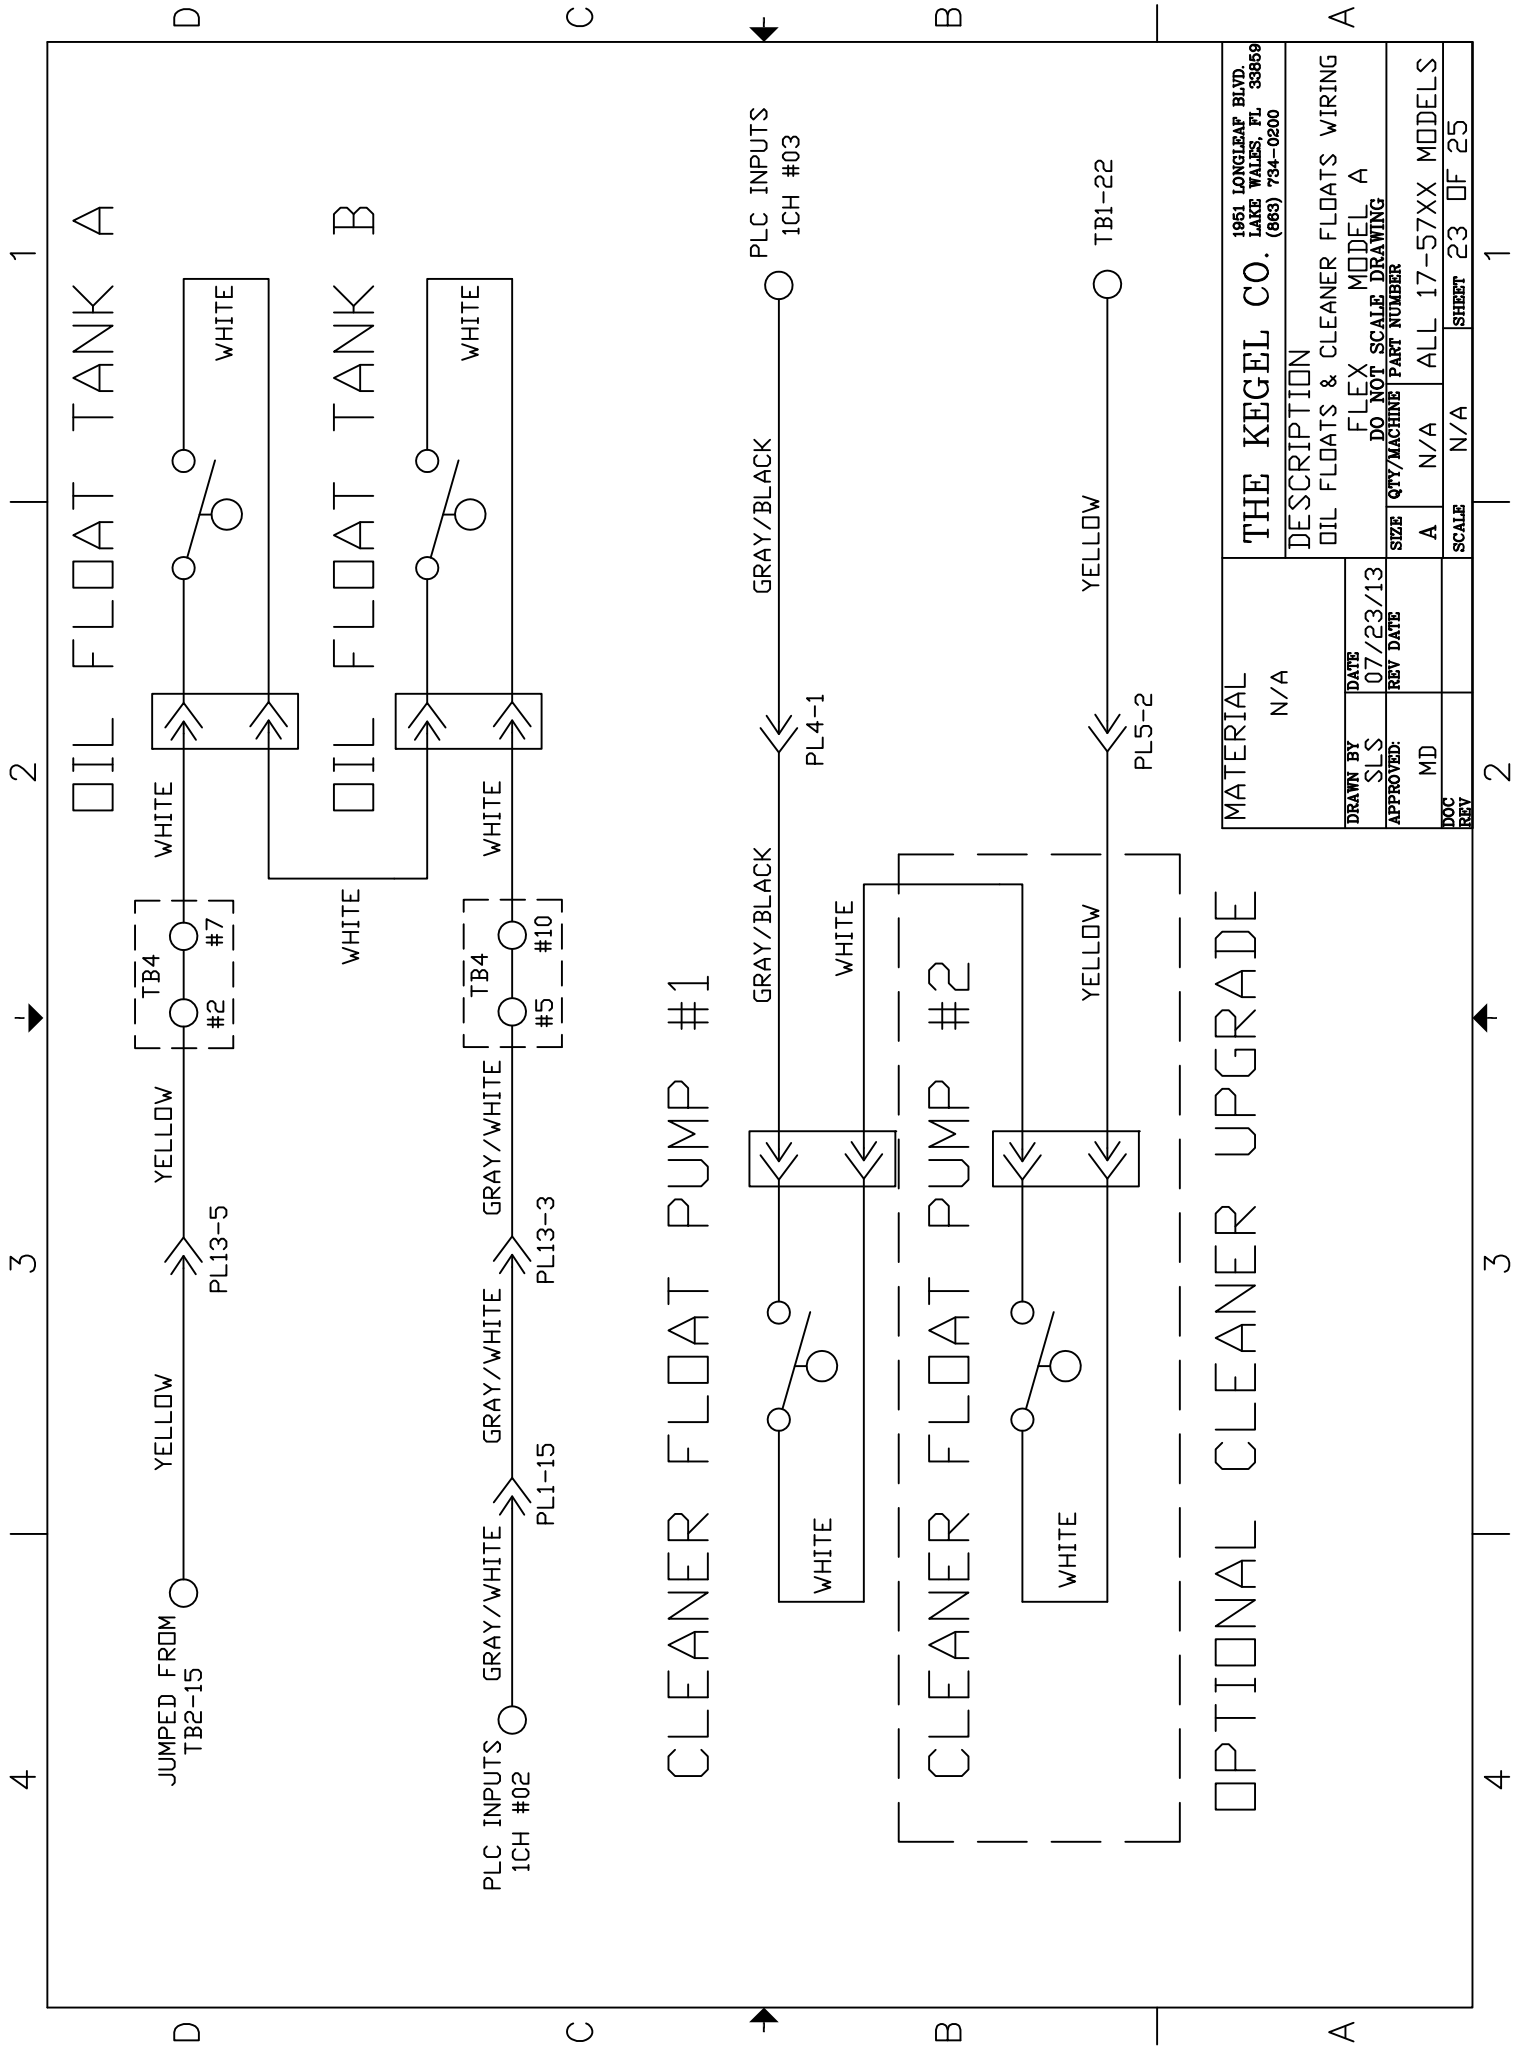 4
3
2
1
D
D
OIL FLOAT TANK A
JUMPED FROM
TB2-15
YELLOW
PL13-5
YELLOW
TB4
#2
#7
WHITE
WHITE
WHITE
OIL FLOAT TANK B
C
C
PLC INPUTS
1CH #02
GRAY/WHITE
PL1-15
GRAY/WHITE
PL13-3
GRAY/WHITE
TB4
#5
#10
WHITE
WHITE
CLEANER FLOAT PUMP #1
WHITE
GRAY/BLACK
WHITE
PL4-1
GRAY/BLACK
PLC INPUTS
1CH #03
B
B
CLEANER FLOAT PUMP #2
WHITE
YELLOW
PL5-2
YELLOW
TB1-22
OPTIONAL CLEANER UPGRADE
A
A
MATERIAL
N/A
DRAWN BY
SLS
DATE
07/23/13
APPROVED:
MD
REV DATE
DOC
REV
THE KEGEL CO.
1951 LONGLEAF BLVD.
LAKE WALES, FL 33859
(863) 734-0200
DESCRIPTION
OIL FLOATS & CLEANER FLOATS WIRING
FLEX MODEL A
DO NOT SCALE DRAWING
SIZE
A
QTY/MACHINE
N/A
PART NUMBER
ALL 17-57XX MODELS
SCALE
N/A
SHEET 23 OF 25
4
3
2
1